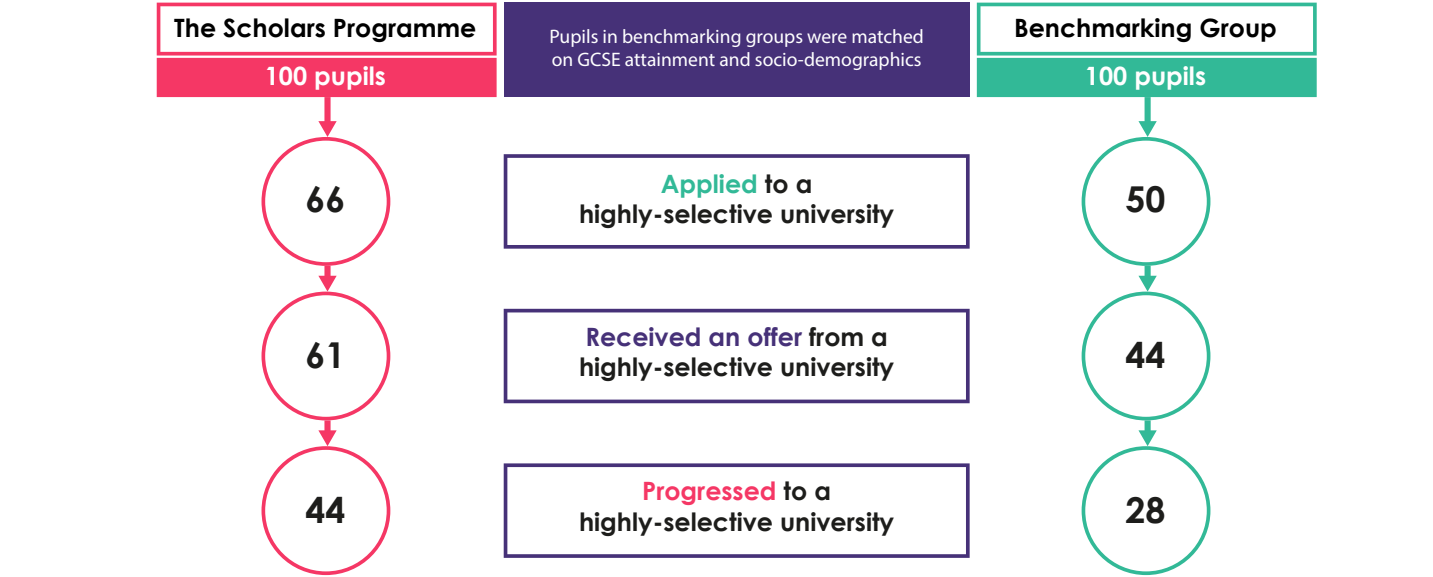 The Scholars Programme
100 pupils
Pupils in benchmarking groups were matched
on GCSE attainment and socio-demographics
Benchmarking Group
100 pupils
66
Applied to a
highly-selective university
50
61
Received an offer from a
highly-selective university
44
44
Progressed to a
highly-selective university
28